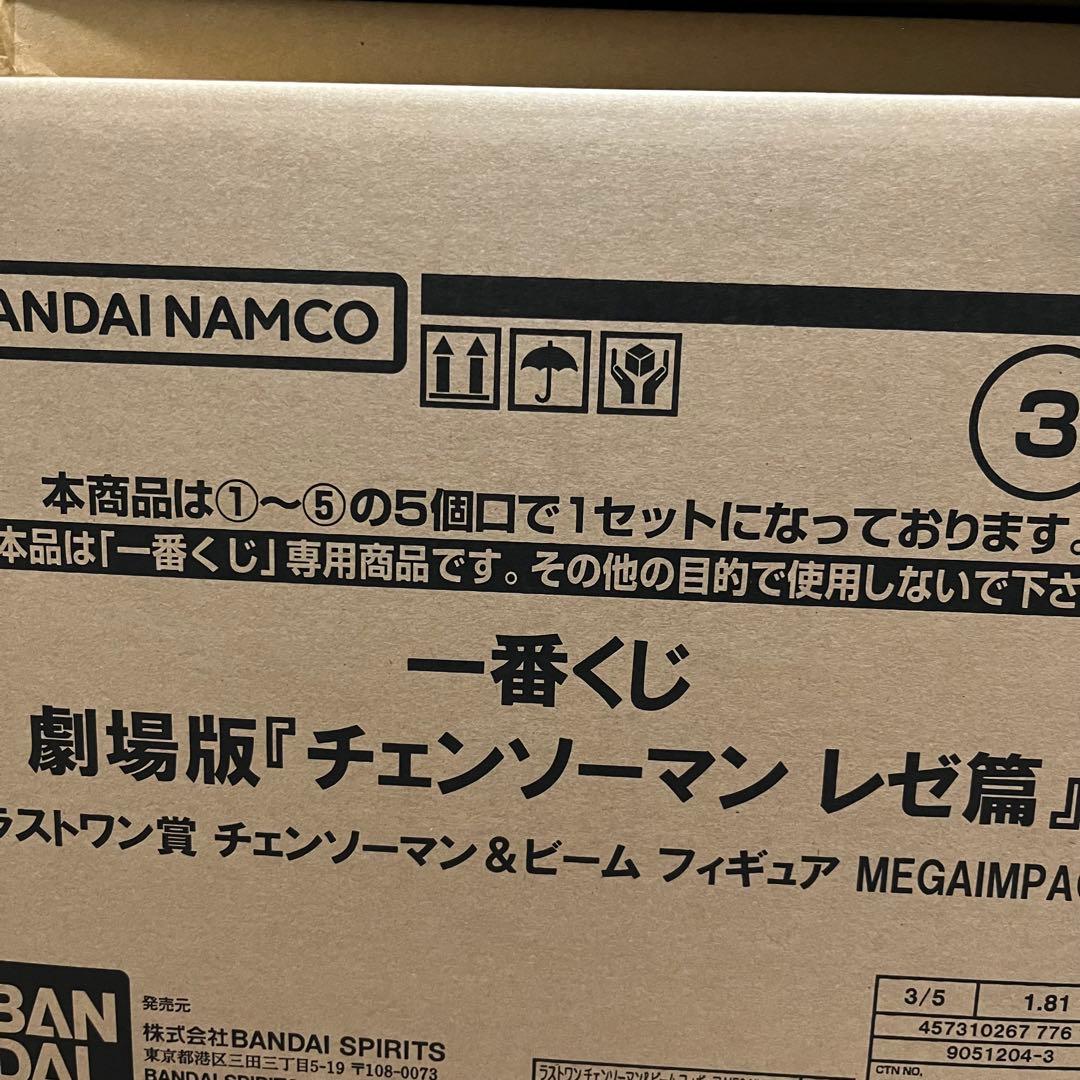 BANDAI NAMCO
3
本商品は①～⑤の5個口で1セットになっております。
本品は「一番くじ」専用商品です。その他の目的で使用しないで下さ
一番くじ
劇場版『チェンソーマン レゼ篇』
ラストワン賞 チェンソーマン&ビーム フィギュア MEGAIMPAC
BAN
DAI
発売元
株式会社BANDAI SPIRITS
東京都港区三田三丁目5-19 〒108-0073
BANDAI SPIRITS
3/5 1.81
457310267 776
9051204-3
CTN NO.